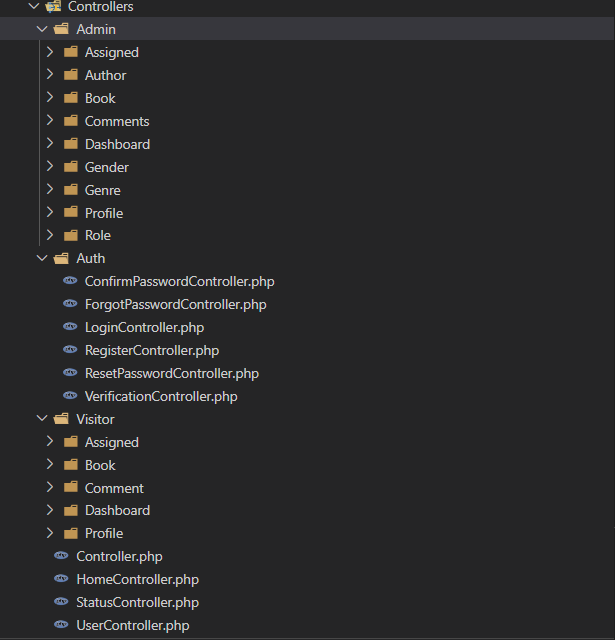 Controllers
Admin
Assigned
Author
Book
Comments
Dashboard
Gender
Genre
Profile
Role
Auth
ConfirmPasswordController.php
ForgotPasswordController.php
LoginController.php
RegisterController.php
ResetPasswordController.php
VerificationController.php
Visitor
Assigned
Book
Comment
Dashboard
Profile
Controller.php
HomeController.php
StatusController.php
UserController.php